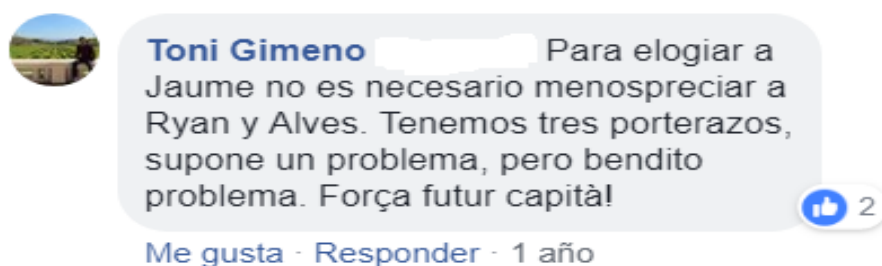 Toni Gimeno Para elogiar a
Jaume no es necesario menospreciar a
Ryan y Alves. Tenemos tres porterazos,
supone un problema, pero bendito
problema. Força futur capità!
2
Me gusta · Responder · 1 año